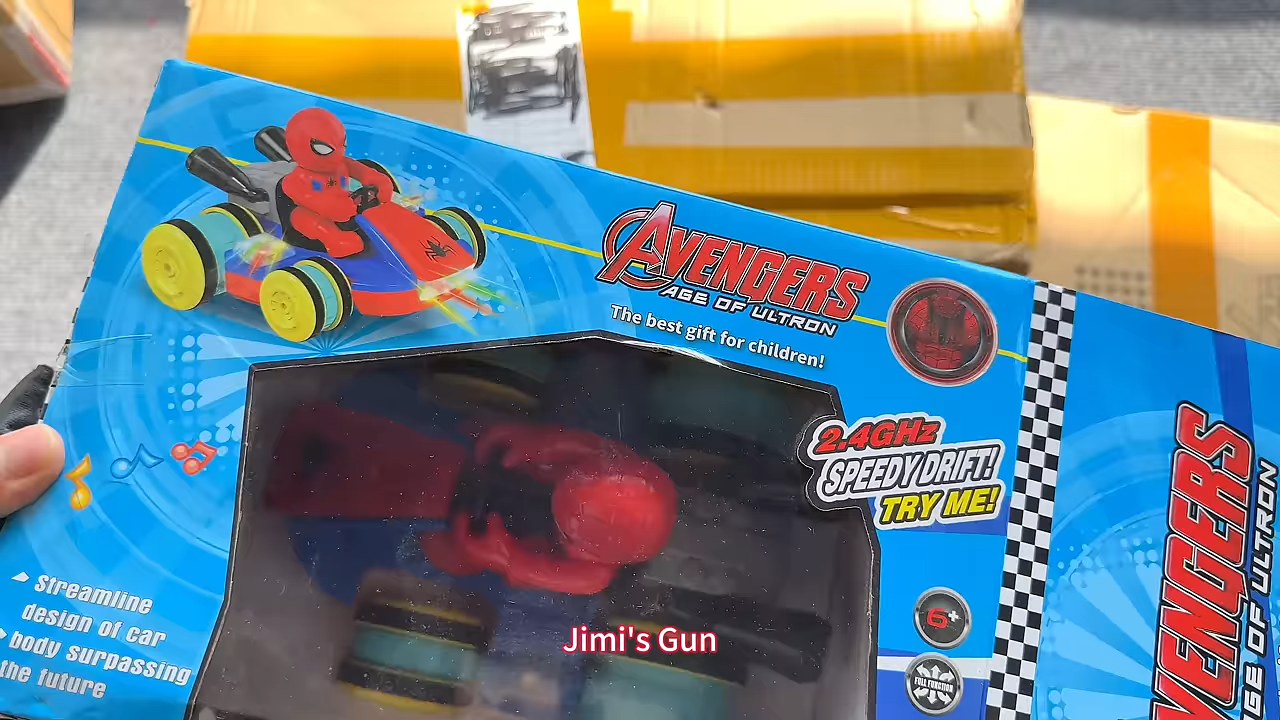 AVENGERS
AGE OF ULTRON
The best gift for children!
2.4GHz
SPEEDY DRIFT!
TRY ME!
Streamline
design of car
body surpassing
the future
6+
FULL FUNCTION
AVENGERS
AGE OF ULTRON
Jimi's Gun